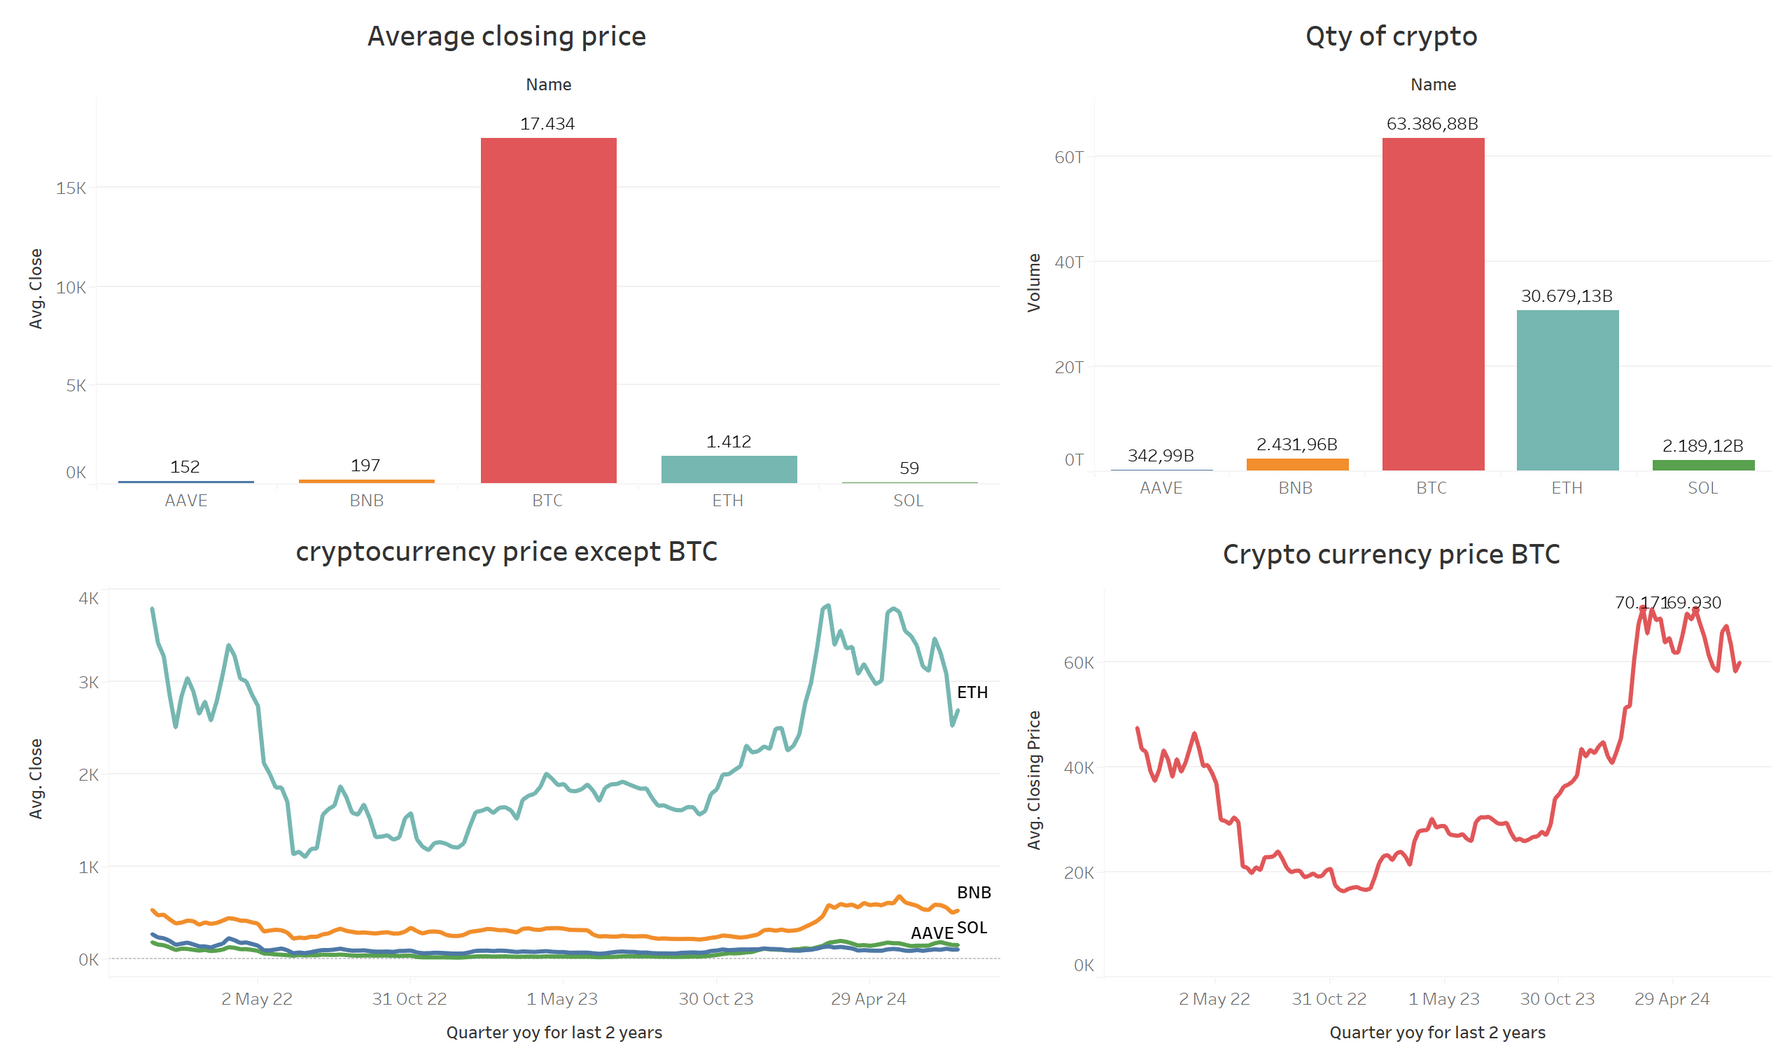 Average closing price
Name
17.434
15K
10K
5K
0K
Avg. Close
152
197
1.412
59
AAVE
BNB
BTC
ETH
SOL
Qty of crypto
Name
63.386,88B
60T
40T
20T
0T
Volume
30.679,13B
342,99B
2.431,96B
2.189,12B
AAVE
BNB
BTC
ETH
SOL
cryptocurrency price except BTC
4K
3K
2K
1K
0K
Avg. Close
ETH
BNB
AAVE
SOL
2 May 22
31 Oct 22
1 May 23
30 Oct 23
29 Apr 24
Quarter yoy for last 2 years
Crypto currency price BTC
70.171
69.930
60K
40K
20K
0K
Avg. Closing Price
2 May 22
31 Oct 22
1 May 23
30 Oct 23
29 Apr 24
Quarter yoy for last 2 years